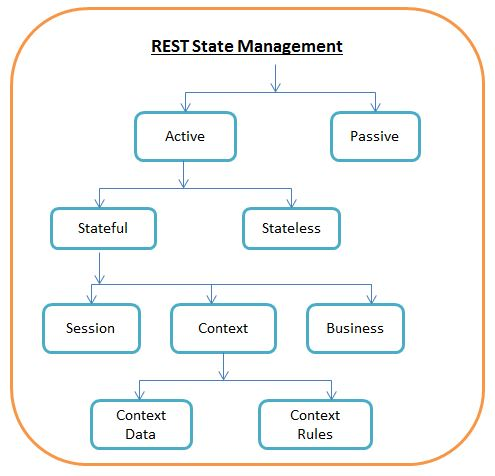 REST State Management
Active
Passive
Stateful
Stateless
Session
Context
Business
Context
Data
Context
Rules